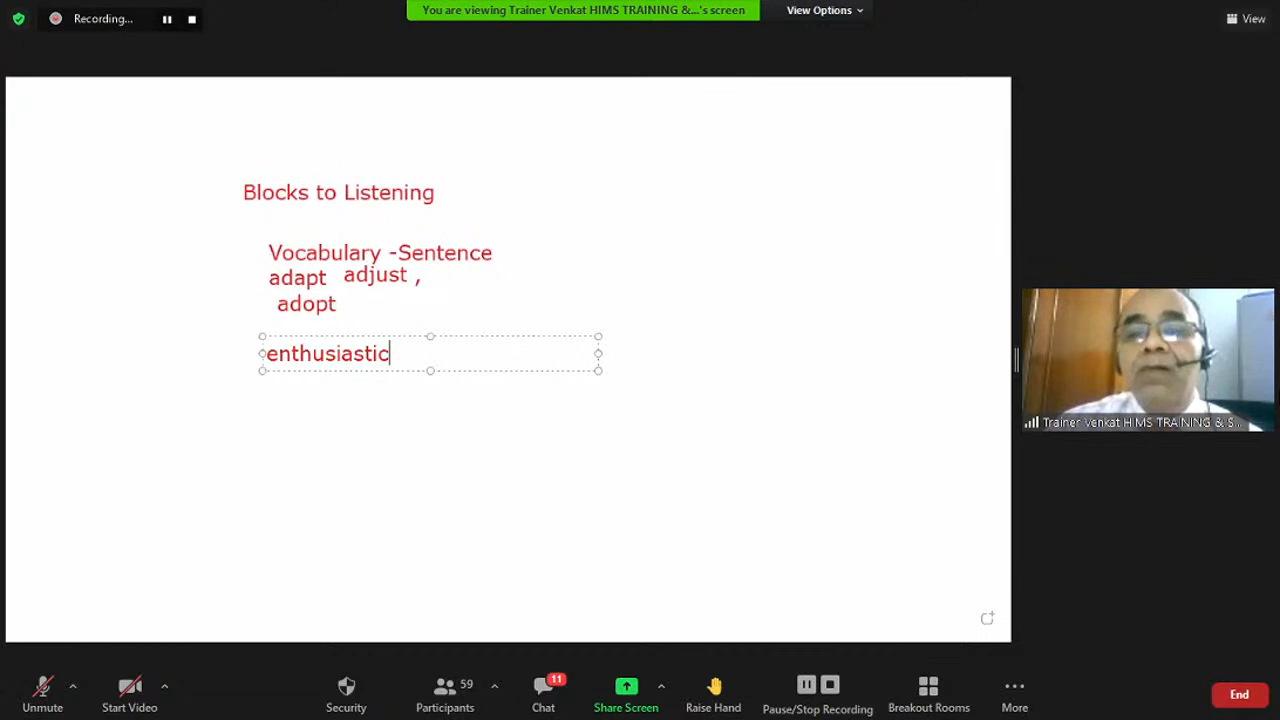 Recording...
You are viewing Trainer Venkat HIMS TRAINING &...'s screen
View Options
View
Blocks to Listening
Vocabulary -Sentence
adapt adjust ,
adopt
enthusiastic
Trainer Venkat HIMS TRAINING & S...
Unmute
Start Video
Security
59
Participants
11
Chat
Share Screen
Raise Hand
Pause/Stop Recording
Breakout Rooms
More
End